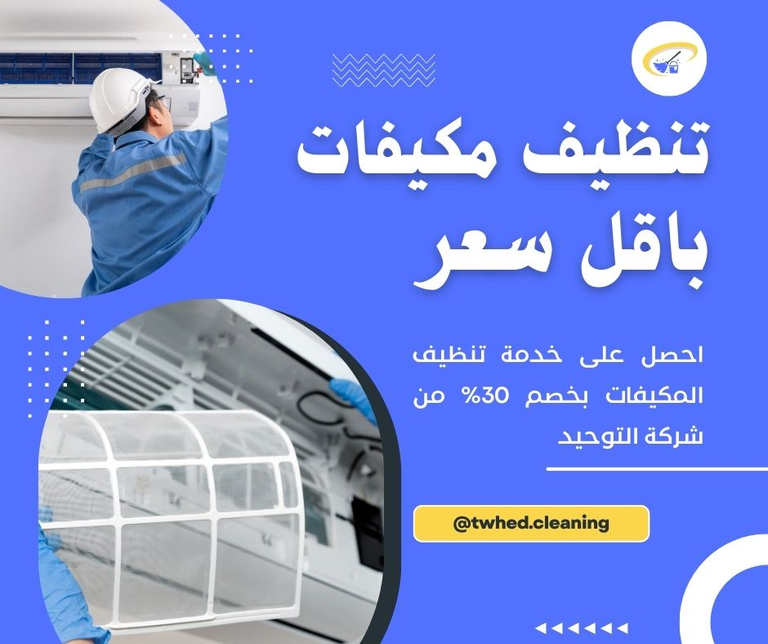 تنظيف مكيفات
باقل سعر
احصل على خدمة تنظيف
المكيفات بخصم 30% من
شركة التوحيد
@twhed.cleaning